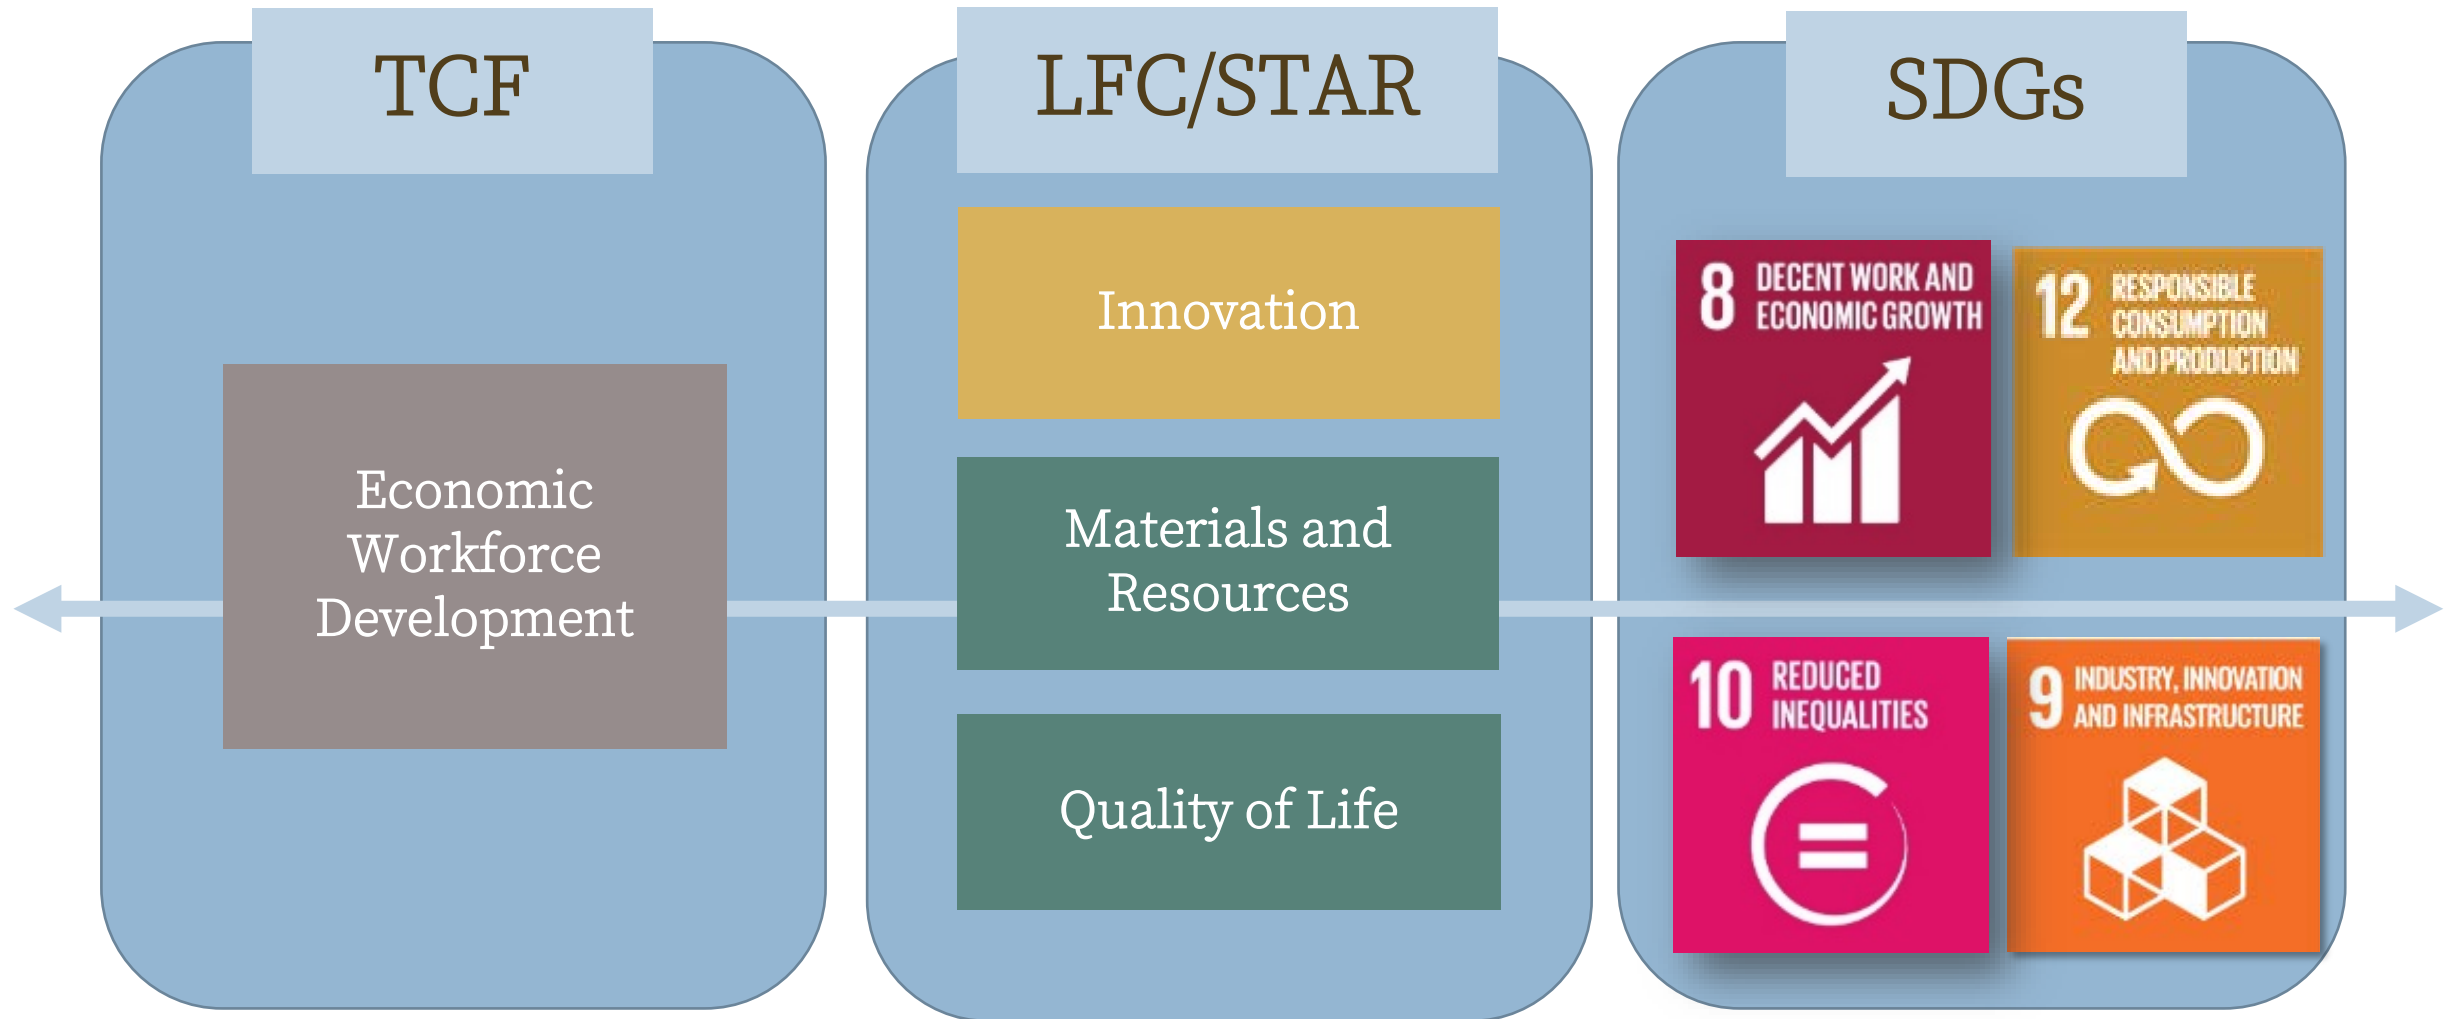 TCF
Economic
Workforce
Development
LFC/STAR
Innovation
Materials and
Resources
Quality of Life
SDGs
8 DECENT WORK AND
ECONOMIC GROWTH
12 RESPONSIBLE
CONSUMPTION
AND PRODUCTION
10 REDUCED
INEQUALITIES
9 INDUSTRY, INNOVATION
AND INFRASTRUCTURE